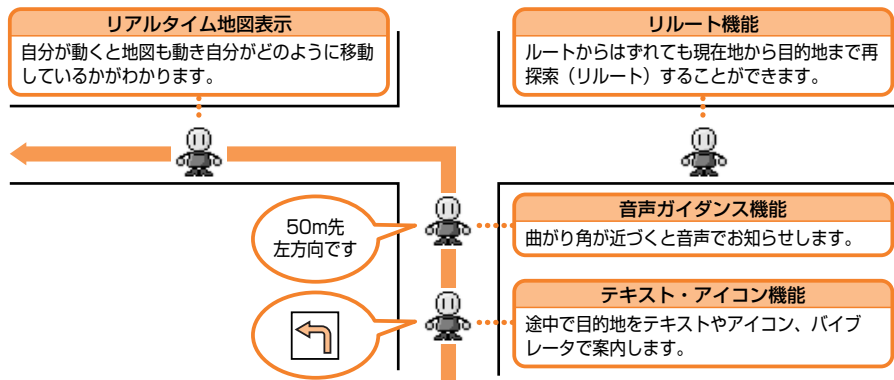 リアルタイム地図表示
自分が動くと地図も動き自分がどのように移動
しているかがわかります。
リルート機能
ルートからはずれても現在地から目的地まで再
探索（リルート）することができます。
50m先
左方向です
音声ガイダンス機能
曲がり角が近づくと音声でお知らせします。
テキスト・アイコン機能
途中で目的地をテキストやアイコン、バイブ
レータで案内します。